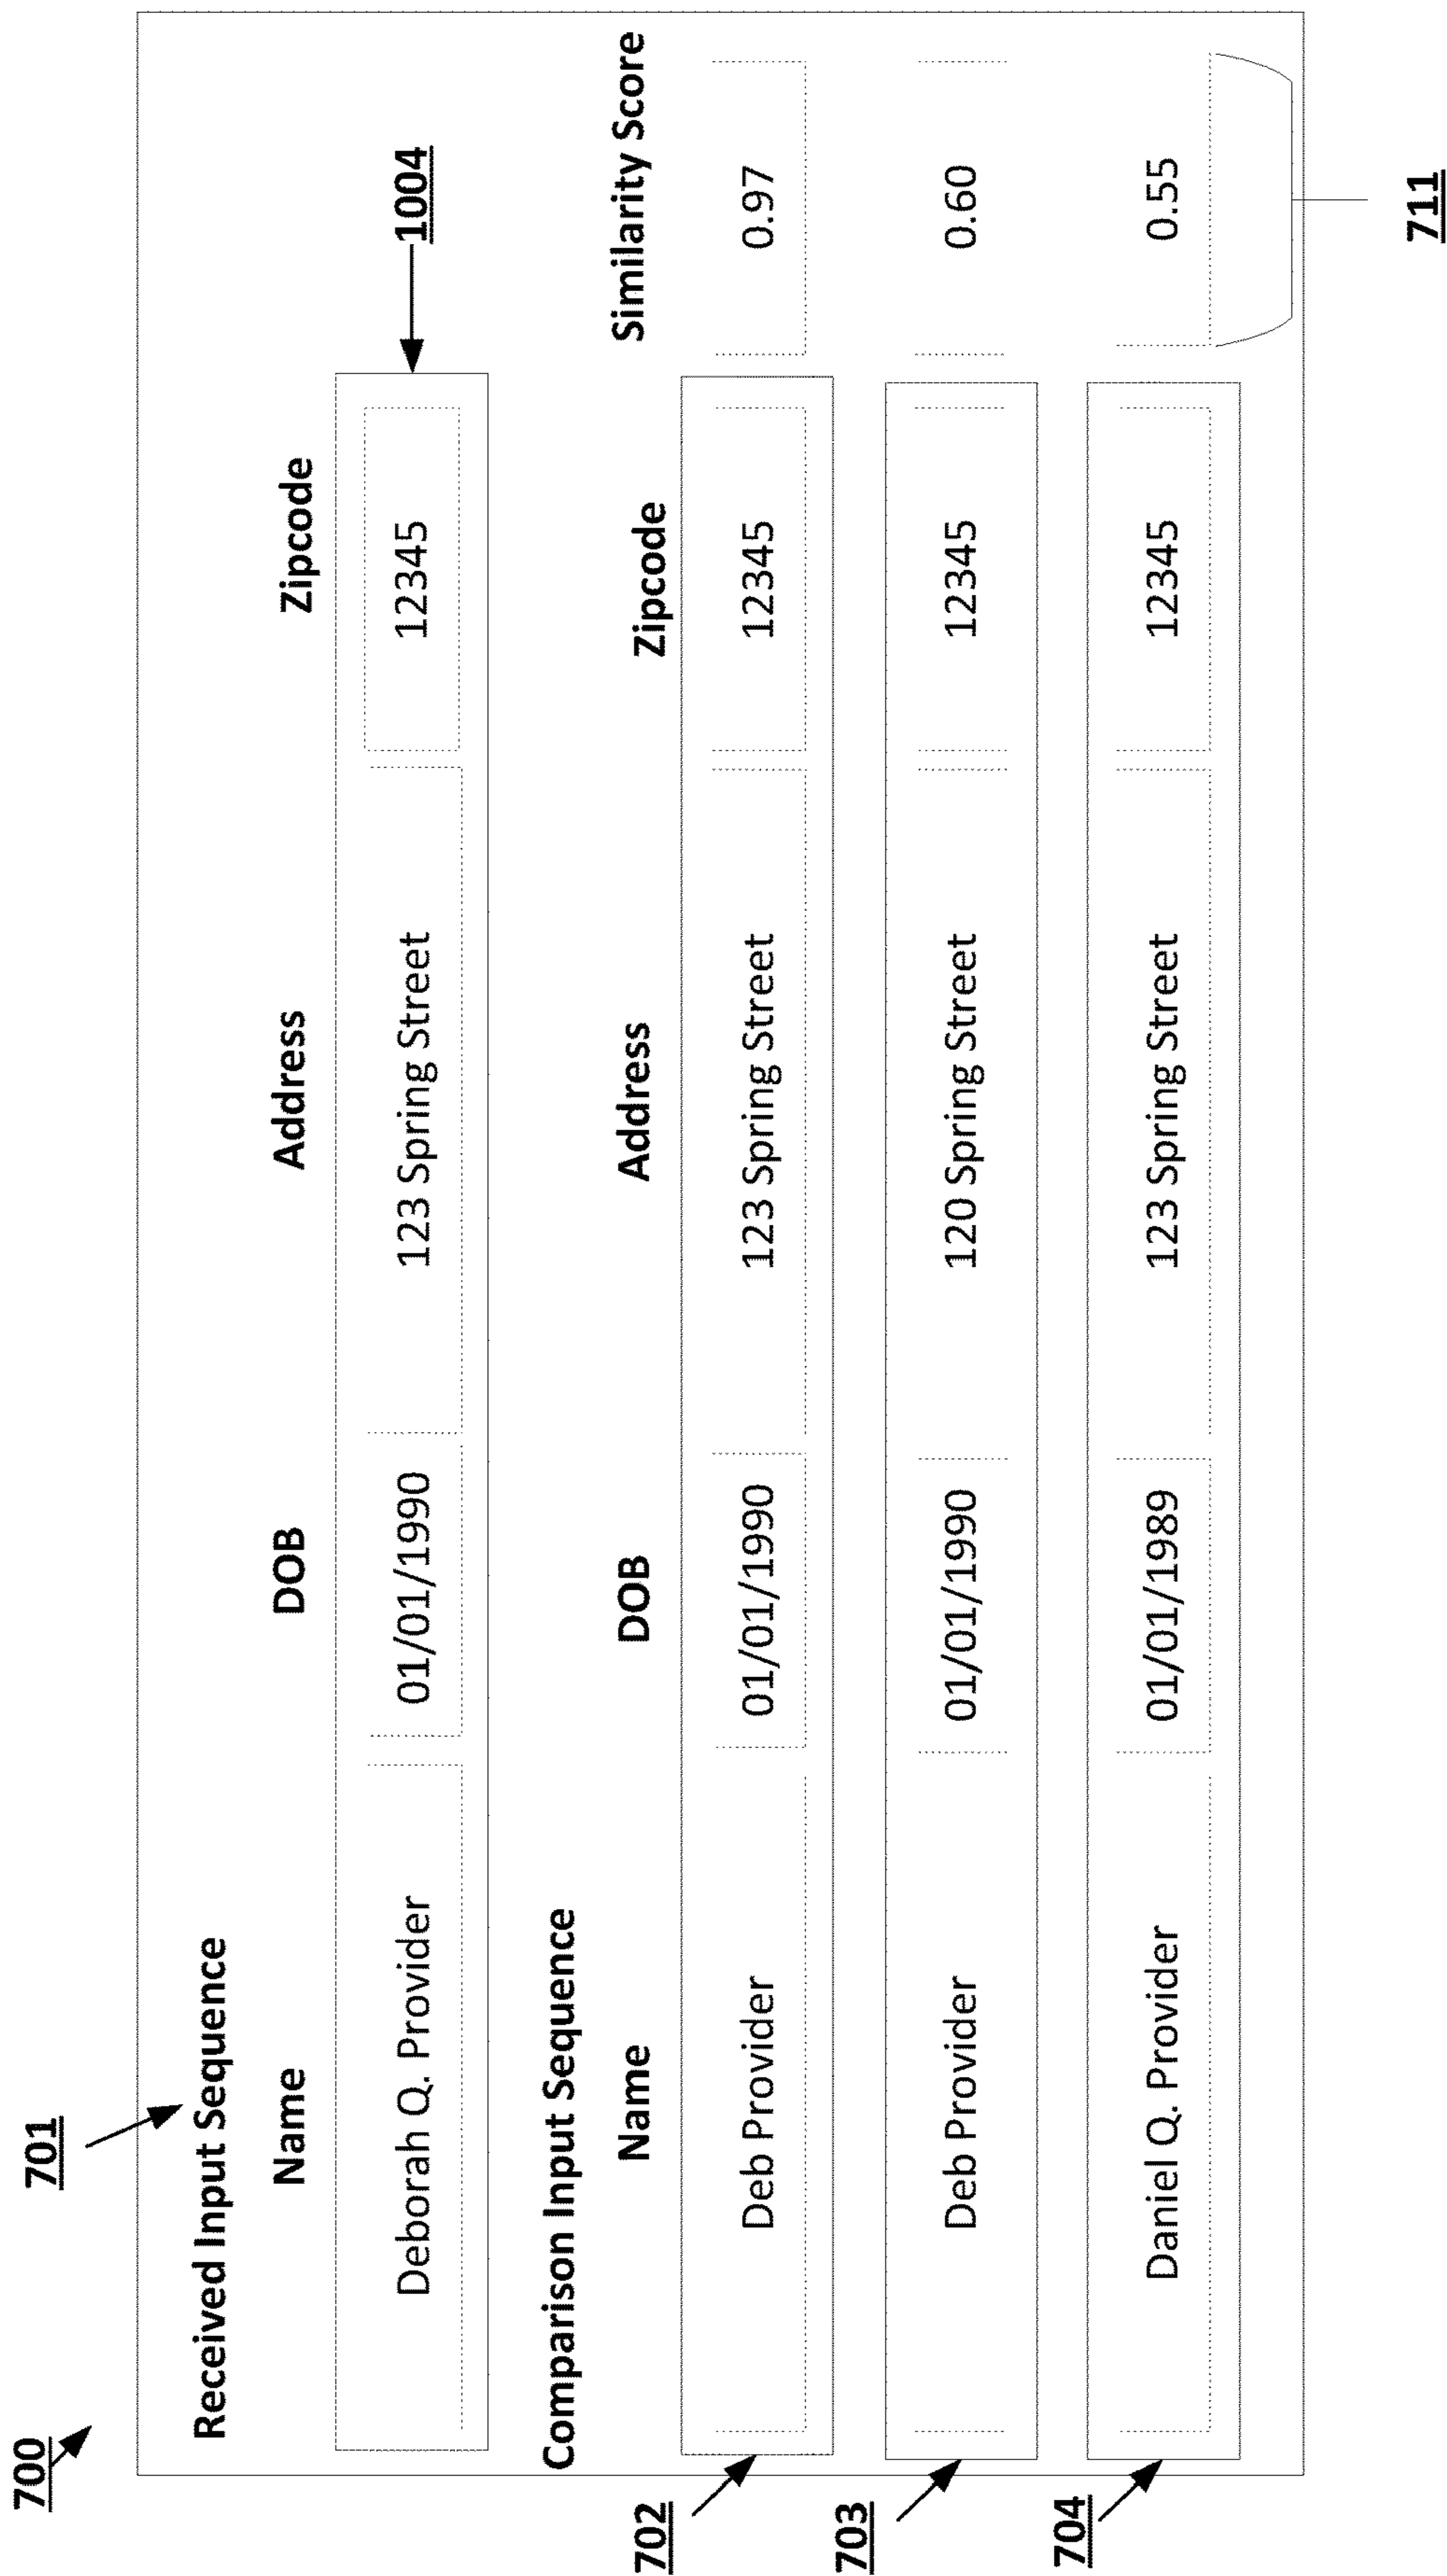 700
701
Received Input Sequence
Name DOB Address Zipcode
Deborah Q. Provider 01/01/1990 123 Spring Street 12345
1004
Comparison Input Sequence
Name DOB Address Zipcode Similarity Score
702
Deb Provider 01/01/1990 123 Spring Street 12345 0.97
703
Deb Provider 01/01/1990 120 Spring Street 12345 0.60
704
Daniel Q. Provider 01/01/1989 123 Spring Street 12345 0.55
711